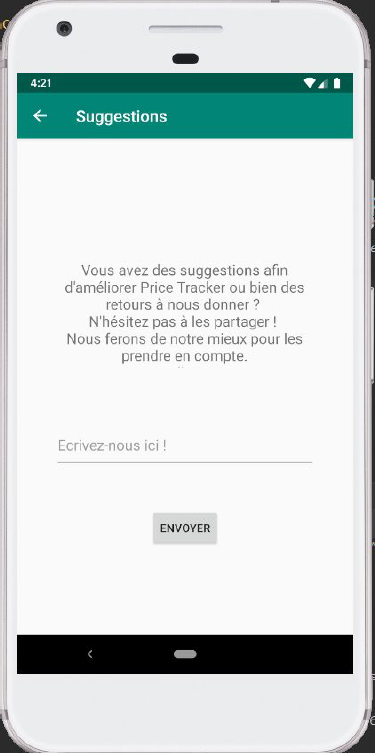 4:21
Suggestions
Vous avez des suggestions afin
d'améliorer Price Tracker ou bien des
retours à nous donner ?
N'hésitez pas à les partager !
Nous ferons de notre mieux pour les
prendre en compte.
Ecrivez-nous ici !
ENVOYER